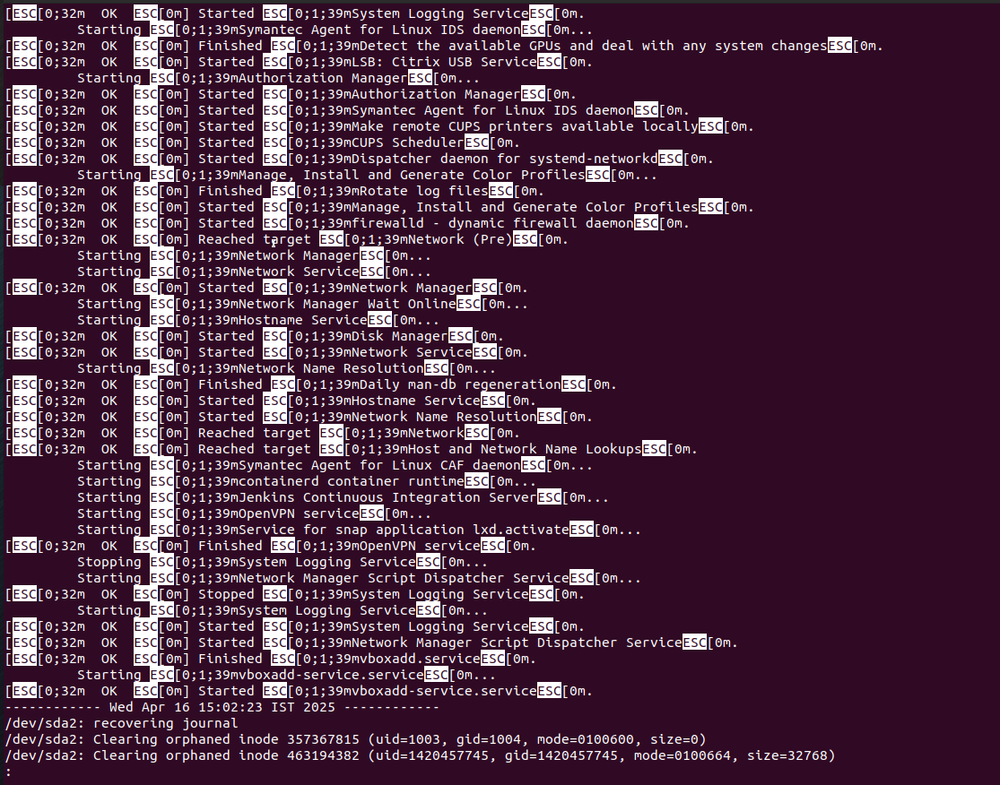 [ESC[0;32m  OK  ESC[0m] Started ESC[0;1;39mSystem Logging ServiceESC[0m.
         Starting ESC[0;1;39mSymantec Agent for Linux IDS daemonESC[0m...
[ESC[0;32m  OK  ESC[0m] Finished ESC[0;1;39mDetect the available GPUs and deal with any system changesESC[0m.
[ESC[0;32m  OK  ESC[0m] Started ESC[0;1;39mLSB: Citrix USB ServiceESC[0m.
         Starting ESC[0;1;39mAuthorization ManagerESC[0m...
[ESC[0;32m  OK  ESC[0m] Started ESC[0;1;39mAuthorization ManagerESC[0m.
[ESC[0;32m  OK  ESC[0m] Started ESC[0;1;39mSymantec Agent for Linux IDS daemonESC[0m.
[ESC[0;32m  OK  ESC[0m] Started ESC[0;1;39mMake remote CUPS printers available locallyESC[0m.
[ESC[0;32m  OK  ESC[0m] Started ESC[0;1;39mCUPS SchedulerESC[0m.
[ESC[0;32m  OK  ESC[0m] Started ESC[0;1;39mDispatcher daemon for systemd-networkdESC[0m.
         Starting ESC[0;1;39mManage, Install and Generate Color ProfilesESC[0m...
[ESC[0;32m  OK  ESC[0m] Finished ESC[0;1;39mRotate log filesESC[0m.
[ESC[0;32m  OK  ESC[0m] Started ESC[0;1;39mManage, Install and Generate Color ProfilesESC[0m.
[ESC[0;32m  OK  ESC[0m] Started ESC[0;1;39mfirewalld - dynamic firewall daemonESC[0m.
[ESC[0;32m  OK  ESC[0m] Reached target ESC[0;1;39mNetwork (Pre)ESC[0m.
         Starting ESC[0;1;39mNetwork ManagerESC[0m...
         Starting ESC[0;1;39mNetwork ServiceESC[0m...
[ESC[0;32m  OK  ESC[0m] Started ESC[0;1;39mNetwork ManagerESC[0m.
         Starting ESC[0;1;39mNetwork Manager Wait OnlineESC[0m...
         Starting ESC[0;1;39mHostname ServiceESC[0m...
[ESC[0;32m  OK  ESC[0m] Started ESC[0;1;39mDisk ManagerESC[0m.
[ESC[0;32m  OK  ESC[0m] Started ESC[0;1;39mNetwork ServiceESC[0m.
         Starting ESC[0;1;39mNetwork Name ResolutionESC[0m...
[ESC[0;32m  OK  ESC[0m] Finished ESC[0;1;39mDaily man-db regenerationESC[0m.
[ESC[0;32m  OK  ESC[0m] Started ESC[0;1;39mHostname ServiceESC[0m.
[ESC[0;32m  OK  ESC[0m] Started ESC[0;1;39mNetwork Name ResolutionESC[0m.
[ESC[0;32m  OK  ESC[0m] Reached target ESC[0;1;39mNetworkESC[0m.
[ESC[0;32m  OK  ESC[0m] Reached target ESC[0;1;39mHost and Network Name LookupsESC[0m.
         Starting ESC[0;1;39mSymantec Agent for Linux CAF daemonESC[0m...
         Starting ESC[0;1;39mcontainerd container runtimeESC[0m...
         Starting ESC[0;1;39mJenkins Continuous Integration ServerESC[0m...
         Starting ESC[0;1;39mOpenVPN serviceESC[0m...
         Starting ESC[0;1;39mService for snap application lxd.activateESC[0m...
[ESC[0;32m  OK  ESC[0m] Finished ESC[0;1;39mOpenVPN serviceESC[0m.
         Stopping ESC[0;1;39mSystem Logging ServiceESC[0m...
         Starting ESC[0;1;39mNetwork Manager Script Dispatcher ServiceESC[0m...
[ESC[0;32m  OK  ESC[0m] Stopped ESC[0;1;39mSystem Logging ServiceESC[0m.
         Starting ESC[0;1;39mSystem Logging ServiceESC[0m...
[ESC[0;32m  OK  ESC[0m] Started ESC[0;1;39mSystem Logging ServiceESC[0m.
[ESC[0;32m  OK  ESC[0m] Started ESC[0;1;39mNetwork Manager Script Dispatcher ServiceESC[0m.
[ESC[0;32m  OK  ESC[0m] Finished ESC[0;1;39mvboxadd.serviceESC[0m.
         Starting ESC[0;1;39mvboxadd-service.serviceESC[0m...
[ESC[0;32m  OK  ESC[0m] Started ESC[0;1;39mvboxadd-service.serviceESC[0m.
------------ Wed Apr 16 15:02:23 IST 2025 ------------
/dev/sda2: recovering journal
/dev/sda2: Clearing orphaned inode 357367815 (uid=1003, gid=1004, mode=0100600, size=0)
/dev/sda2: Clearing orphaned inode 463194382 (uid=1420457745, gid=1420457745, mode=0100664, size=32768)
: